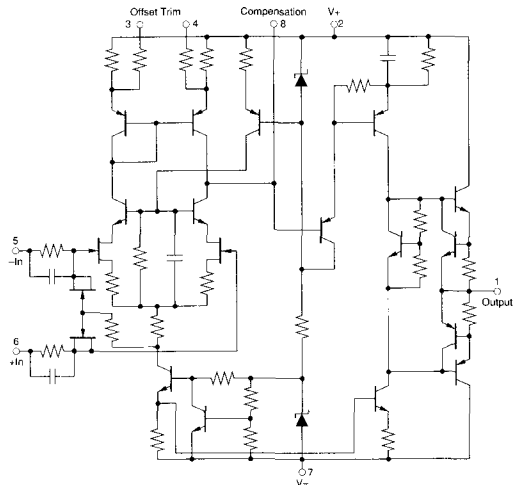 Offset Trim
3
4
Compensation
8
V+
2
5
−In
6
+In
1
Output
7
V−